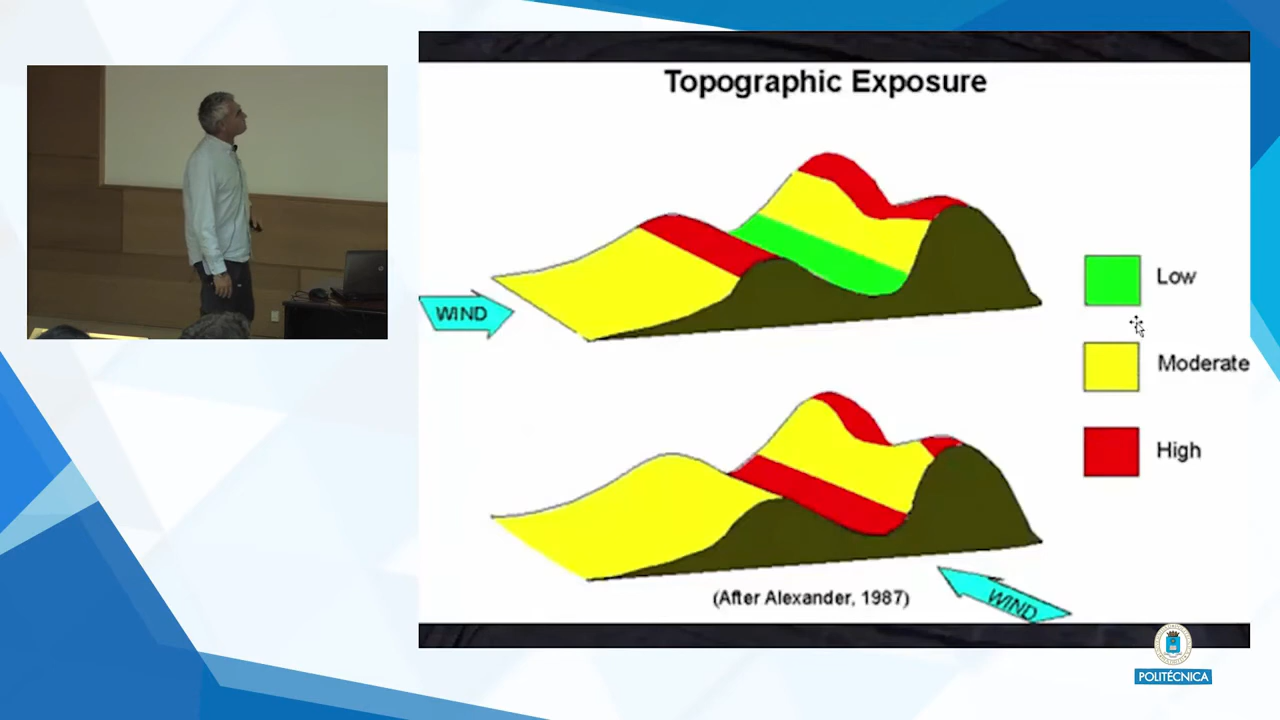 Topographic Exposure
WIND
Low
Moderate
High
(After Alexander, 1987)
WIND
POLITÉCNICA